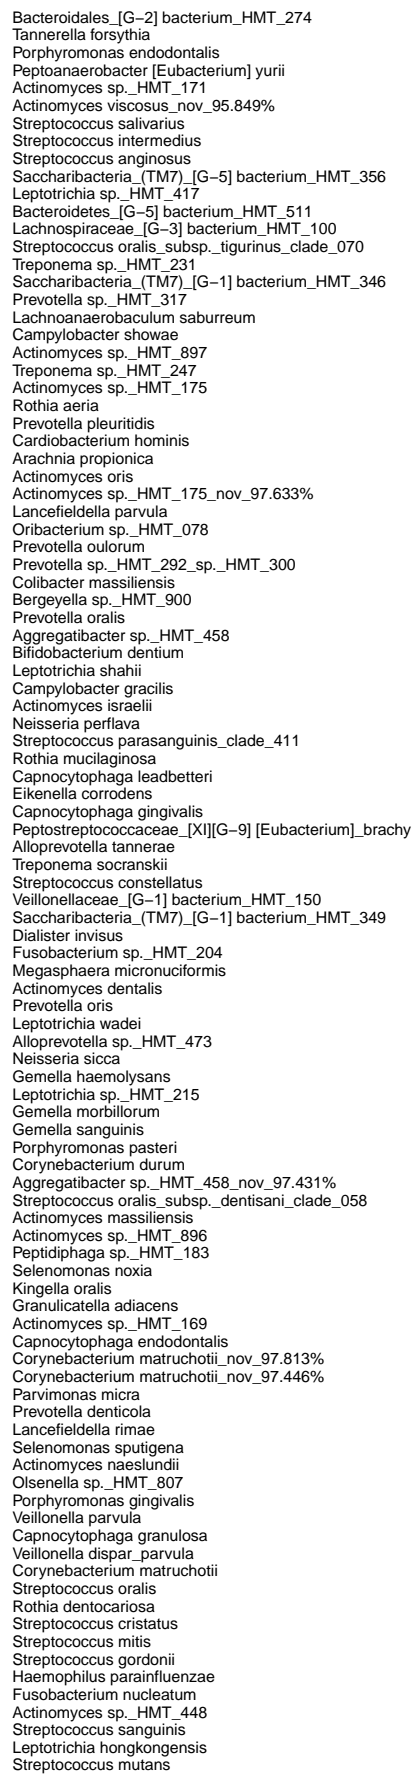 Bacteroidales_[G−2] bacterium_HMT_274
Tannerella forsythia
Porphyromonas endodontalis
Peptoanaerobacter [Eubacterium] yurii
Actinomyces sp._HMT_171
Actinomyces viscosus_nov_95.849%
Streptococcus salivarius
Streptococcus intermedius
Streptococcus anginosus
Saccharibacteria_(TM7)_[G−5] bacterium_HMT_356
Leptotrichia sp._HMT_417
Bacteroidetes_[G−5] bacterium_HMT_511
Lachnospiraceae_[G−3] bacterium_HMT_100
Streptococcus oralis_subsp._tigurinus_clade_070
Treponema sp._HMT_231
Saccharibacteria_(TM7)_[G−1] bacterium_HMT_346
Prevotella sp._HMT_317
Lachnoanaerobaculum saburreum
Campylobacter showae
Actinomyces sp._HMT_897
Treponema sp._HMT_247
Actinomyces sp._HMT_175
Rothia aeria
Prevotella pleuritidis
Cardiobacterium hominis
Arachnia propionica
Actinomyces oris
Actinomyces sp._HMT_175_nov_97.633%
Lancefieldella parvula
Oribacterium sp._HMT_078
Prevotella oulorum
Prevotella sp._HMT_292_sp._HMT_300
Colibacter massiliensis
Bergeyella sp._HMT_900
Prevotella oralis
Aggregatibacter sp._HMT_458
Bifidobacterium dentium
Leptotrichia shahii
Campylobacter gracilis
Actinomyces israelii
Neisseria perflava
Streptococcus parasanguinis_clade_411
Rothia mucilaginosa
Capnocytophaga leadbetteri
Eikenella corrodens
Capnocytophaga gingivalis
Peptostreptococcaceae_[XI][G−9] [Eubacterium]_brachy
Alloprevotella tannerae
Treponema socranskii
Streptococcus constellatus
Veillonellaceae_[G−1] bacterium_HMT_150
Saccharibacteria_(TM7)_[G−1] bacterium_HMT_349
Dialister invisus
Fusobacterium sp._HMT_204
Megasphaera micronuciformis
Actinomyces dentalis
Prevotella oris
Leptotrichia wadei
Alloprevotella sp._HMT_473
Neisseria sicca
Gemella haemolysans
Leptotrichia sp._HMT_215
Gemella morbillorum
Gemella sanguinis
Porphyromonas pasteri
Corynebacterium durum
Aggregatibacter sp._HMT_458_nov_97.431%
Streptococcus oralis_subsp._dentisani_clade_058
Actinomyces massiliensis
Actinomyces sp._HMT_896
Peptidiphaga sp._HMT_183
Selenomonas noxia
Kingella oralis
Granulicatella adiacens
Actinomyces sp._HMT_169
Capnocytophaga endodontalis
Corynebacterium matruchotii_nov_97.813%
Corynebacterium matruchotii_nov_97.446%
Parvimonas micra
Prevotella denticola
Lancefieldella rimae
Selenomonas sputigena
Actinomyces naeslundii
Olsenella sp._HMT_807
Porphyromonas gingivalis
Veillonella parvula
Capnocytophaga granulosa
Veillonella dispar_parvula
Corynebacterium matruchotii
Streptococcus oralis
Rothia dentocariosa
Streptococcus cristatus
Streptococcus mitis
Streptococcus gordonii
Haemophilus parainfluenzae
Fusobacterium nucleatum
Actinomyces sp._HMT_448
Streptococcus sanguinis
Leptotrichia hongkongensis
Streptococcus mutans